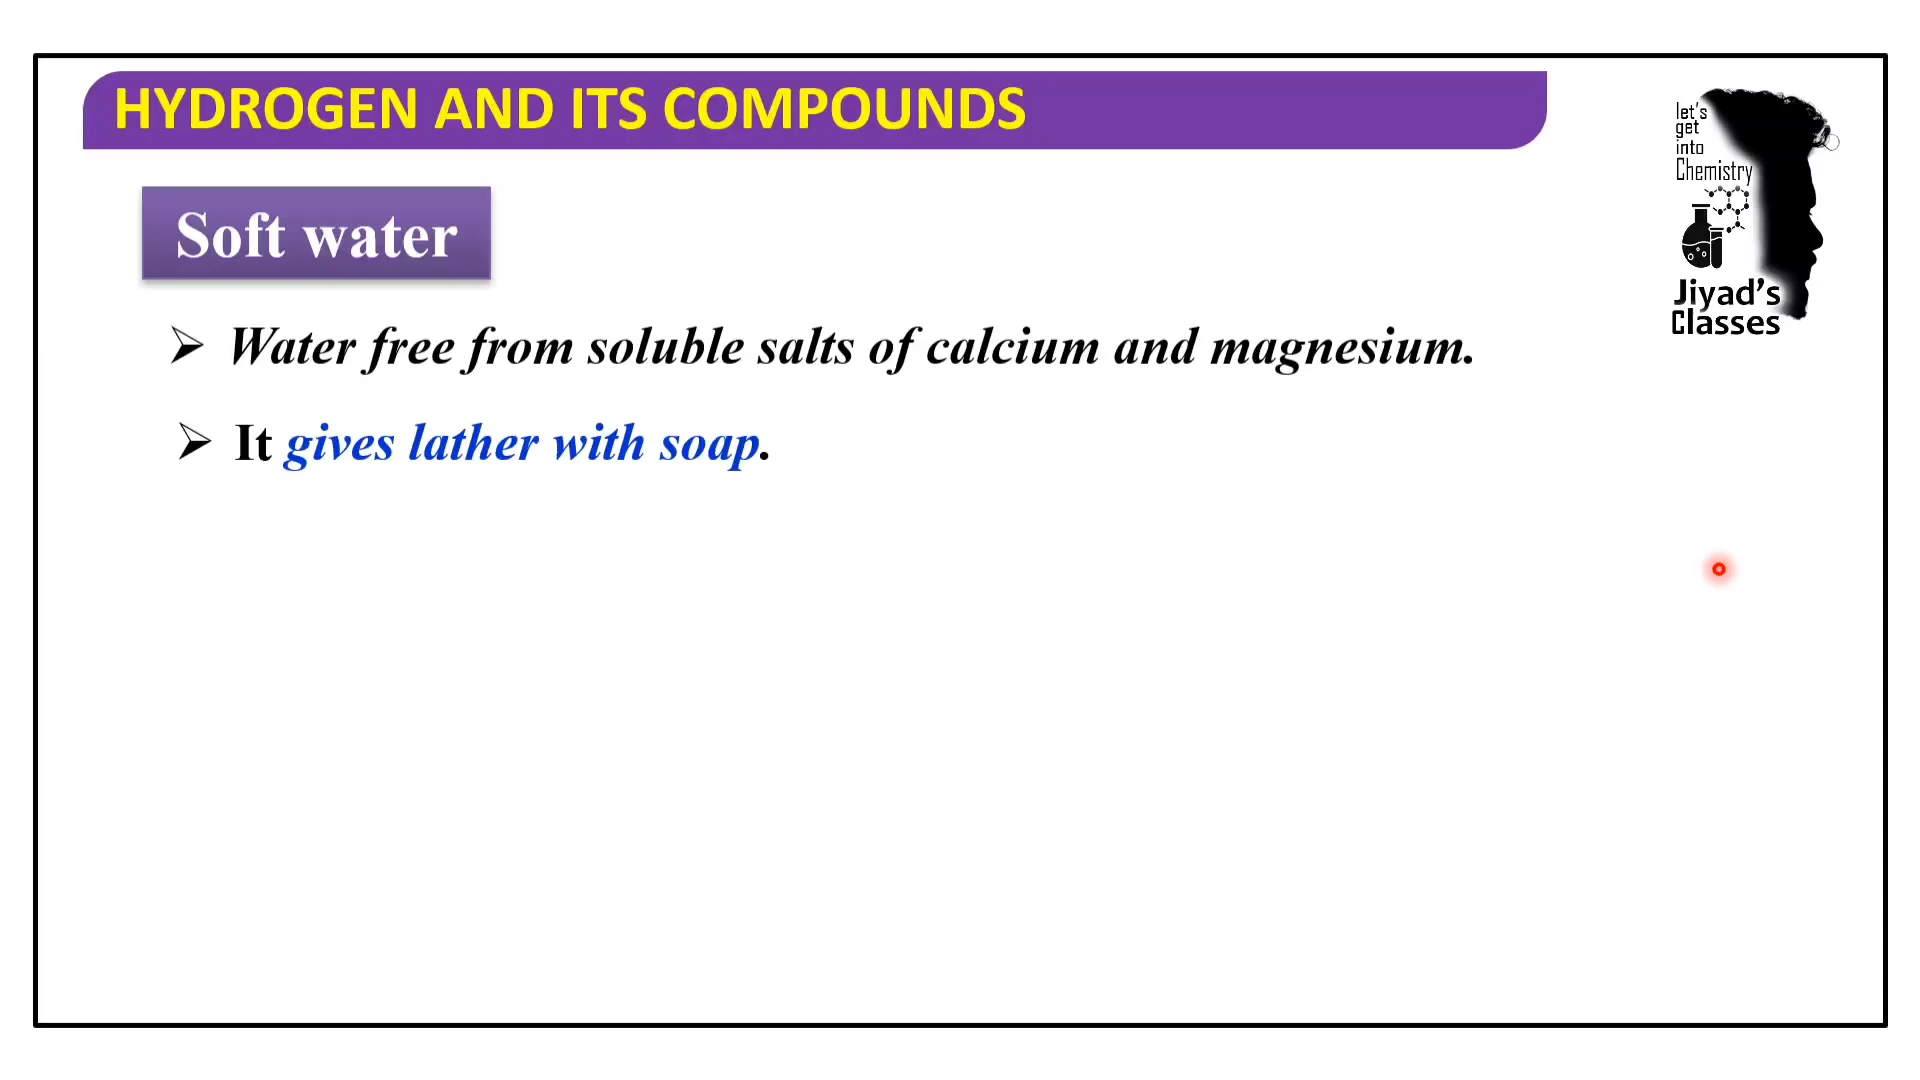 HYDROGEN AND ITS COMPOUNDS
let's
get
into
Chemistry
Jiyad's
Classes
Soft water
➢ Water free from soluble salts of calcium and magnesium.
➢ It gives lather with soap.